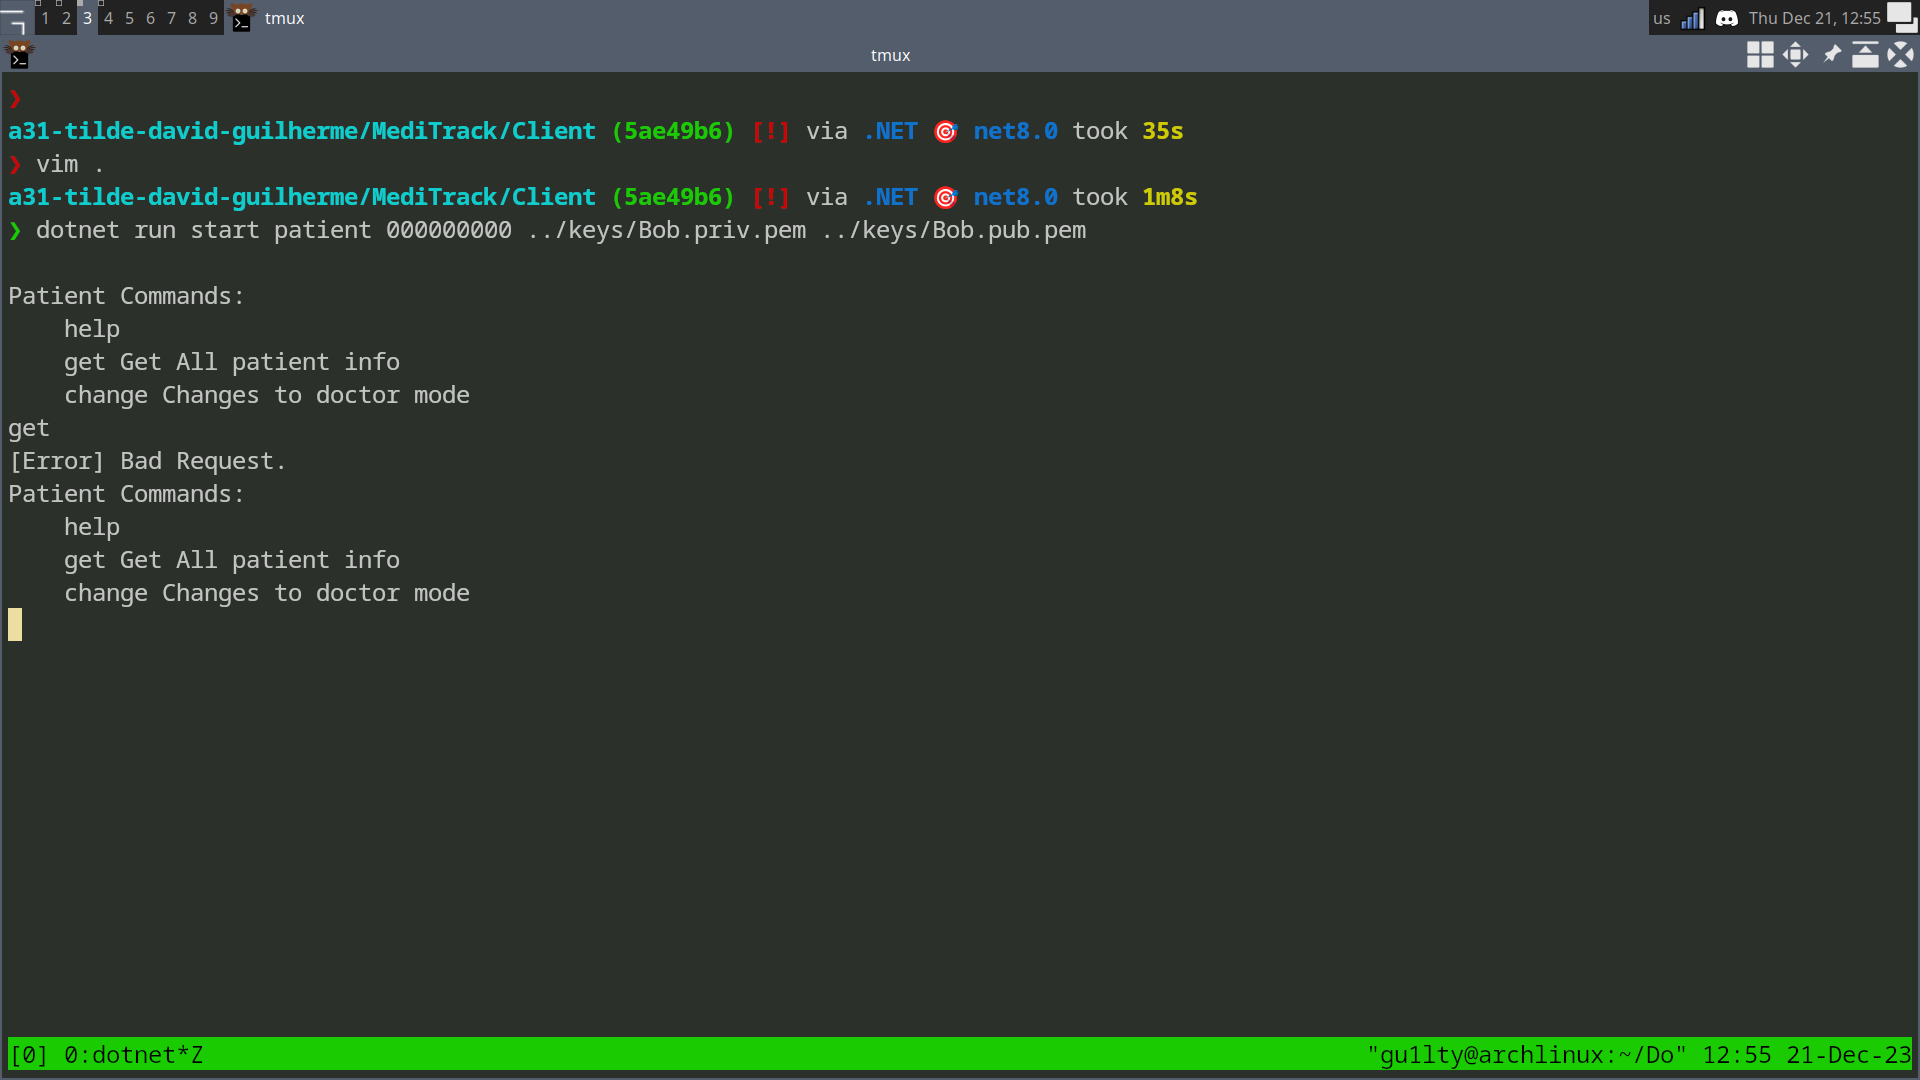 1 2 3 4 5 6 7 8 9 tmux us Thu Dec 21, 12:55
tmux
❯
a31-tilde-david-guilherme/MediTrack/Client (5ae49b6) [!] via .NET 🎯 net8.0 took 35s
❯ vim .
a31-tilde-david-guilherme/MediTrack/Client (5ae49b6) [!] via .NET 🎯 net8.0 took 1m8s
❯ dotnet run start patient 000000000 ../keys/Bob.priv.pem ../keys/Bob.pub.pem
Patient Commands:
    help
    get Get All patient info
    change Changes to doctor mode
get
[Error] Bad Request.
Patient Commands:
    help
    get Get All patient info
    change Changes to doctor mode
[0] 0:dotnet*Z "gu1lty@archlinux:~/Do" 12:55 21-Dec-23